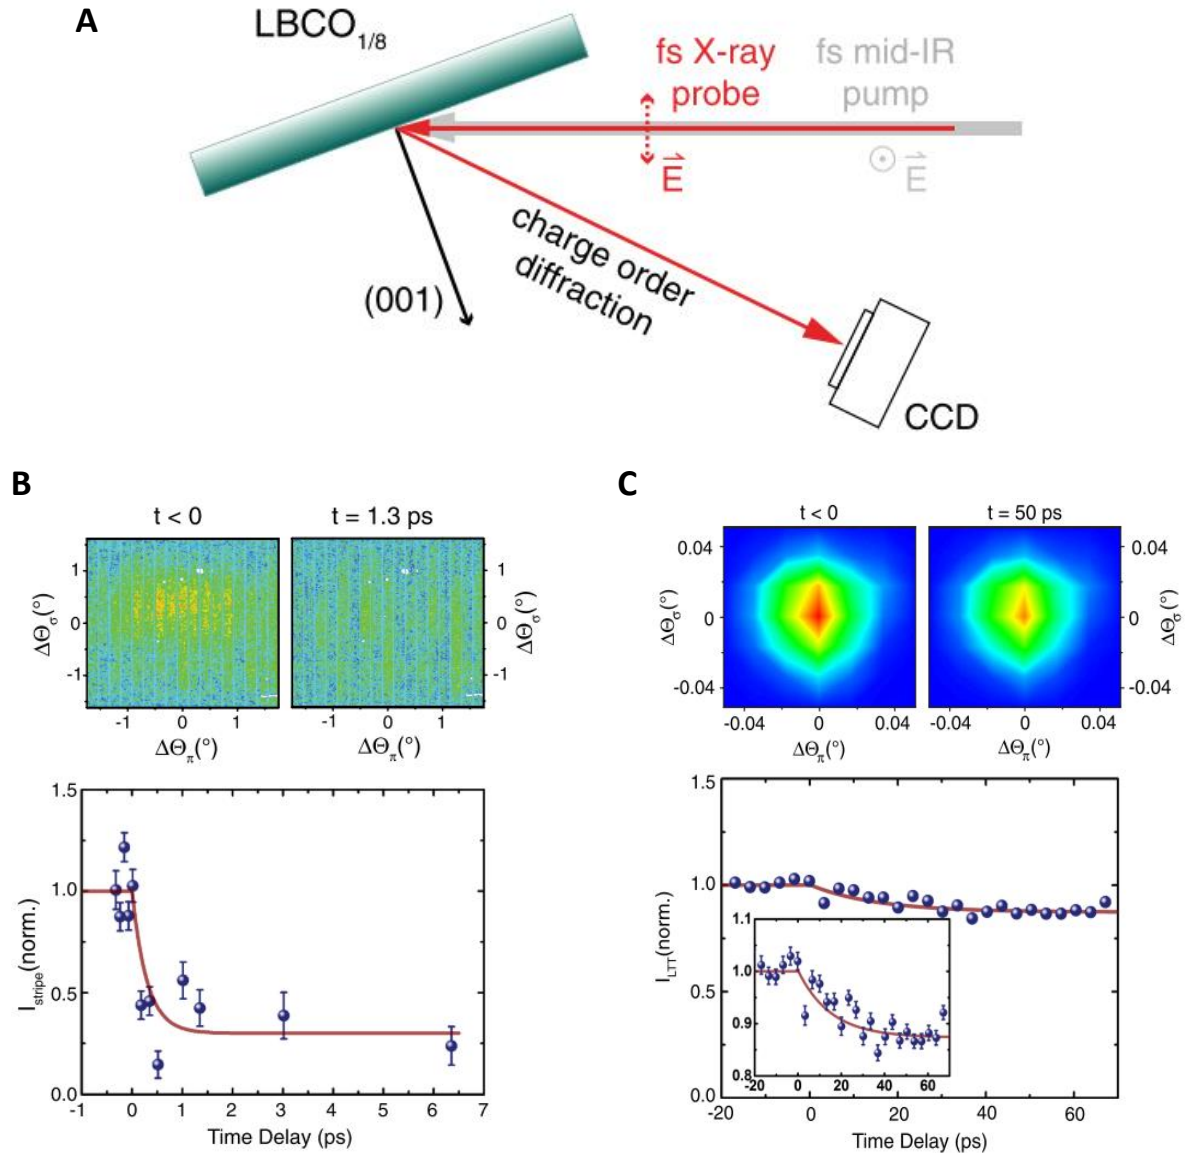 A
LBCO1/8
fs X-ray
probe
fs mid-IR
pump
E
E
(001)
charge order
diffraction
CCD
B
t < 0
t = 1.3 ps
ΔΘσ(°)
1
0
-1
1
0
-1
ΔΘσ(°)
-1
0
1
-1
0
1
ΔΘπ(°)
ΔΘπ(°)
Istripe(norm.)
1.5
1.0
0.5
0.0
-1
0
1
2
3
4
5
6
7
Time Delay (ps)
C
t < 0
t = 50 ps
ΔΘσ(°)
0.04
0
-0.04
0.04
0
-0.04
ΔΘσ(°)
-0.04
0
0.04
-0.04
0
0.04
ΔΘπ(°)
ΔΘπ(°)
ILTT(norm.)
1.5
1.0
0.5
0.0
1.1
1.0
0.9
0.8
-20
0
20
40
60
-20
0
20
40
60
Time Delay (ps)